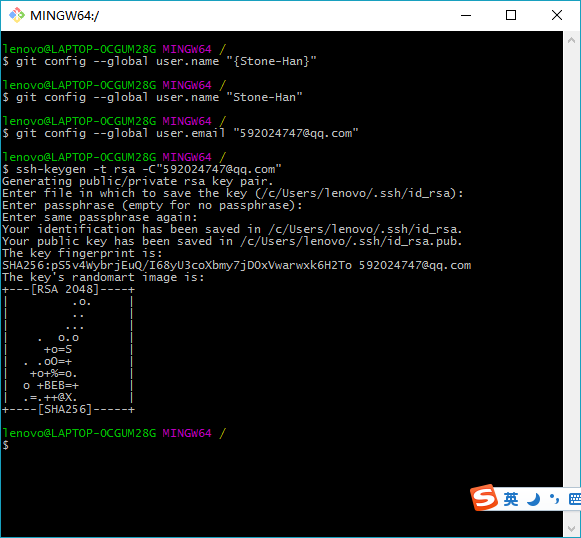 MINGW64:/
lenovo@LAPTOP-OCGUM28G MINGW64 /
$ git config --global user.name "{Stone-Han}"
lenovo@LAPTOP-OCGUM28G MINGW64 /
$ git config --global user.name "Stone-Han"
lenovo@LAPTOP-OCGUM28G MINGW64 /
$ git config --global user.email "592024747@qq.com"
lenovo@LAPTOP-OCGUM28G MINGW64 /
$ ssh-keygen -t rsa -C"592024747@qq.com"
Generating public/private rsa key pair.
Enter file in which to save the key (/c/Users/lenovo/.ssh/id_rsa):
Enter passphrase (empty for no passphrase):
Enter same passphrase again:
Your identification has been saved in /c/Users/lenovo/.ssh/id_rsa.
Your public key has been saved in /c/Users/lenovo/.ssh/id_rsa.pub.
The key fingerprint is:
SHA256:pS5v4WybrjEuQ/I68yU3coXbmy7jDOxVwarwxk6H2To 592024747@qq.com
The key's randomart image is:
+---[RSA 2048]----+
|         .o.     |
|         ..      |
|        ...      |
|    .  o.o       |
|     +o=S        |
|  . .oO=+        |
|   +o+%=o.       |
|  o +BEB=+       |
|  .=.++@X.       |
+----[SHA256]-----+
lenovo@LAPTOP-OCGUM28G MINGW64 /
$
S 英